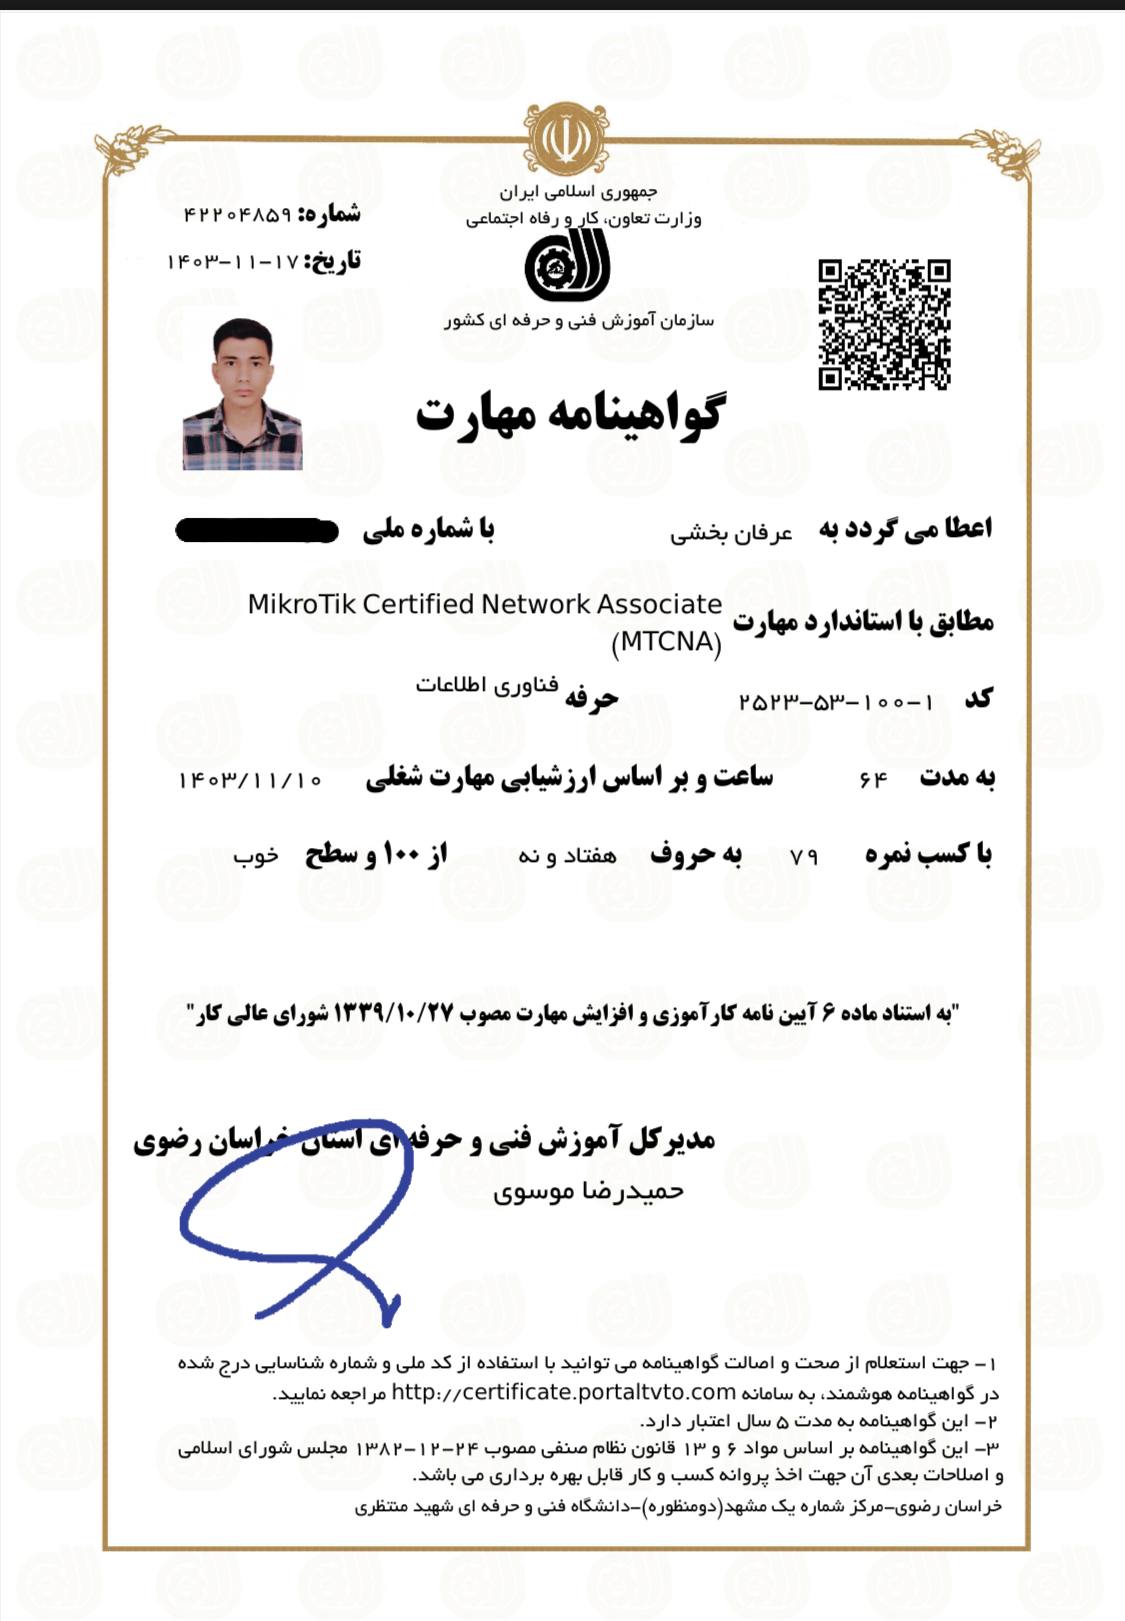 جمهوری اسلامی ایران
وزارت تعاون، کار و رفاه اجتماعی
شماره: ۴۲۲۰۴۸۵۹
تاریخ: ۱۴۰۳-۱۱-۱۷
سازمان آموزش فنی و حرفه ای کشور
گواهینامه مهارت
اعطا می گردد به عرفان بخشی با شماره ملی
مطابق با استاندارد مهارت MikroTik Certified Network Associate
(MTCNA)
کد ۲۵۲۳-۵۳-۱۰۰-۱ حرفه فناوری اطلاعات
به مدت ۶۴ ساعت و بر اساس ارزشیابی مهارت شغلی ۱۴۰۳/۱۱/۱۰
با کسب نمره ۷۹ به حروف هفتاد و نه از ۱۰۰ و سطح خوب
"به استناد ماده ۶ آیین نامه کارآموزی و افزایش مهارت مصوب ۱۳۳۹/۱۰/۲۷ شورای عالی کار"
مدیرکل آموزش فنی و حرفه ای استان خراسان رضوی
حمیدرضا موسوی
۱- جهت استعلام از صحت و اصالت گواهینامه می توانید با استفاده از کد ملی و شماره شناسایی درج شده
در گواهینامه هوشمند، به سامانه http://certificate.portaltvto.com مراجعه نمایید.
۲- این گواهینامه به مدت ۵ سال اعتبار دارد.
۳- این گواهینامه بر اساس مواد ۶ و ۱۳ قانون نظام صنفی مصوب ۲۴-۱۲-۱۳۸۲ مجلس شورای اسلامی
و اصلاحات بعدی آن جهت اخذ پروانه کسب و کار قابل بهره برداری می باشد.
خراسان رضوی-مرکز شماره یک مشهد(دومنظوره)-دانشگاه فنی و حرفه ای شهید منتظری